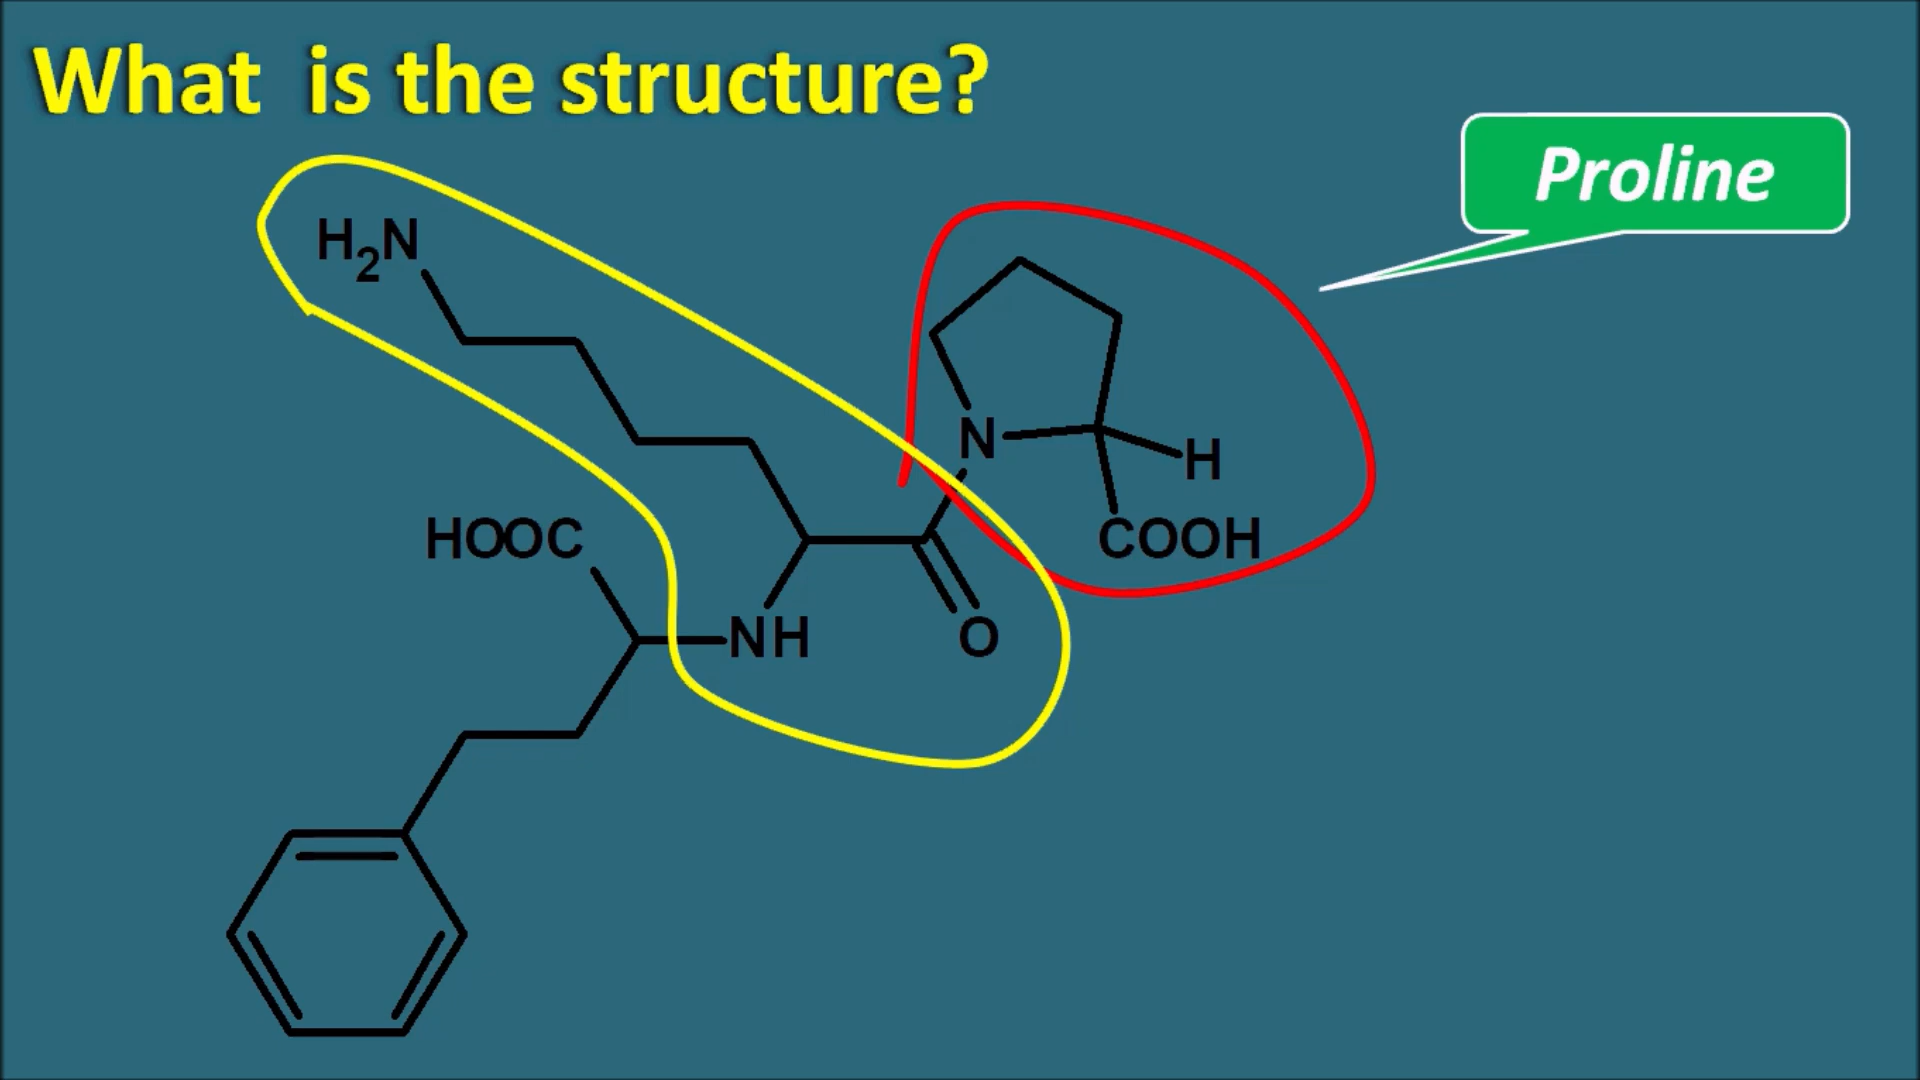 What is the structure?
Proline
H2N
N
H
HOOC
COOH
NH
O